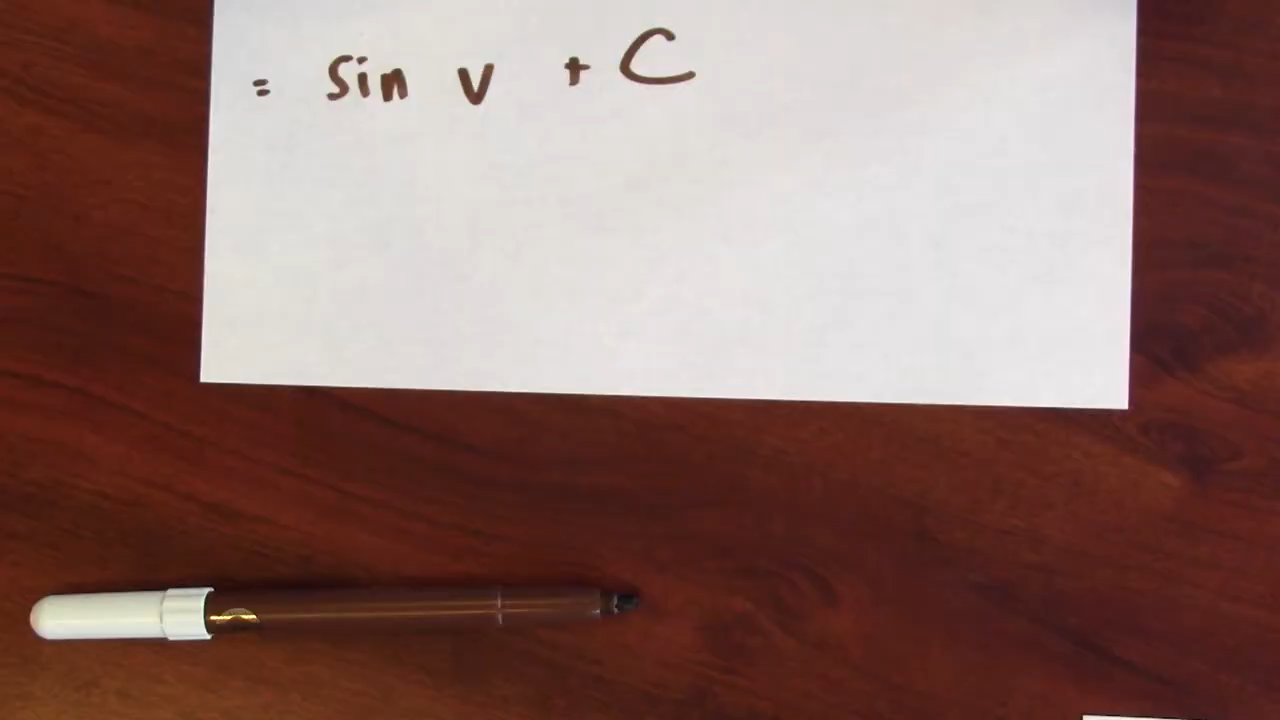 = sin v + C